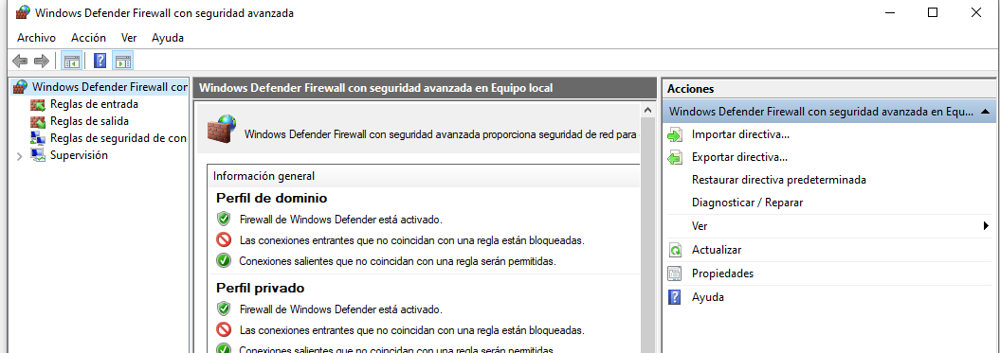 Windows Defender Firewall con seguridad avanzada
Archivo Acción Ver Ayuda
Windows Defender Firewall cor
Reglas de entrada
Reglas de salida
Reglas de seguridad de con
Supervisión
Windows Defender Firewall con seguridad avanzada en Equipo local
Windows Defender Firewall con seguridad avanzada proporciona seguridad de red para
Información general
Perfil de dominio
Firewall de Windows Defender está activado.
Las conexiones entrantes que no coincidan con una regla están bloqueadas.
Conexiones salientes que no coincidan con una regla serán permitidas.
Perfil privado
Firewall de Windows Defender está activado.
Las conexiones entrantes que no coincidan con una regla están bloqueadas.
Conexiones salientes que no coincidan con una regla serán permitidas.
Acciones
Windows Defender Firewall con seguridad avanzada en Equ...
Importar directiva...
Exportar directiva...
Restaurar directiva predeterminada
Diagnosticar / Reparar
Ver
Actualizar
Propiedades
Ayuda